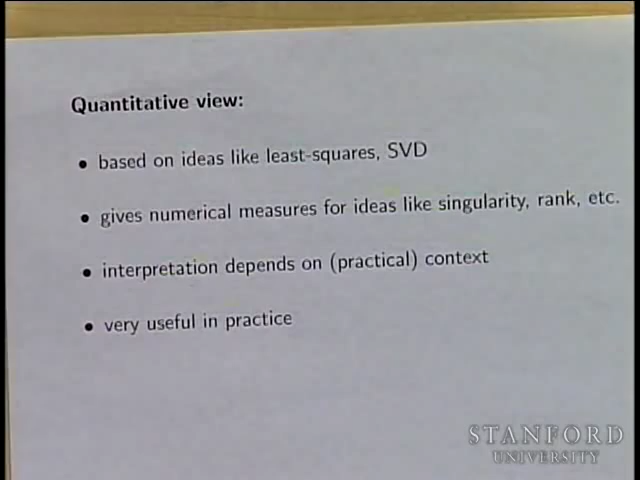 Quantitative view:
• based on ideas like least-squares, SVD
• gives numerical measures for ideas like singularity, rank, etc.
• interpretation depends on (practical) context
• very useful in practice
STANFORD
UNIVERSITY